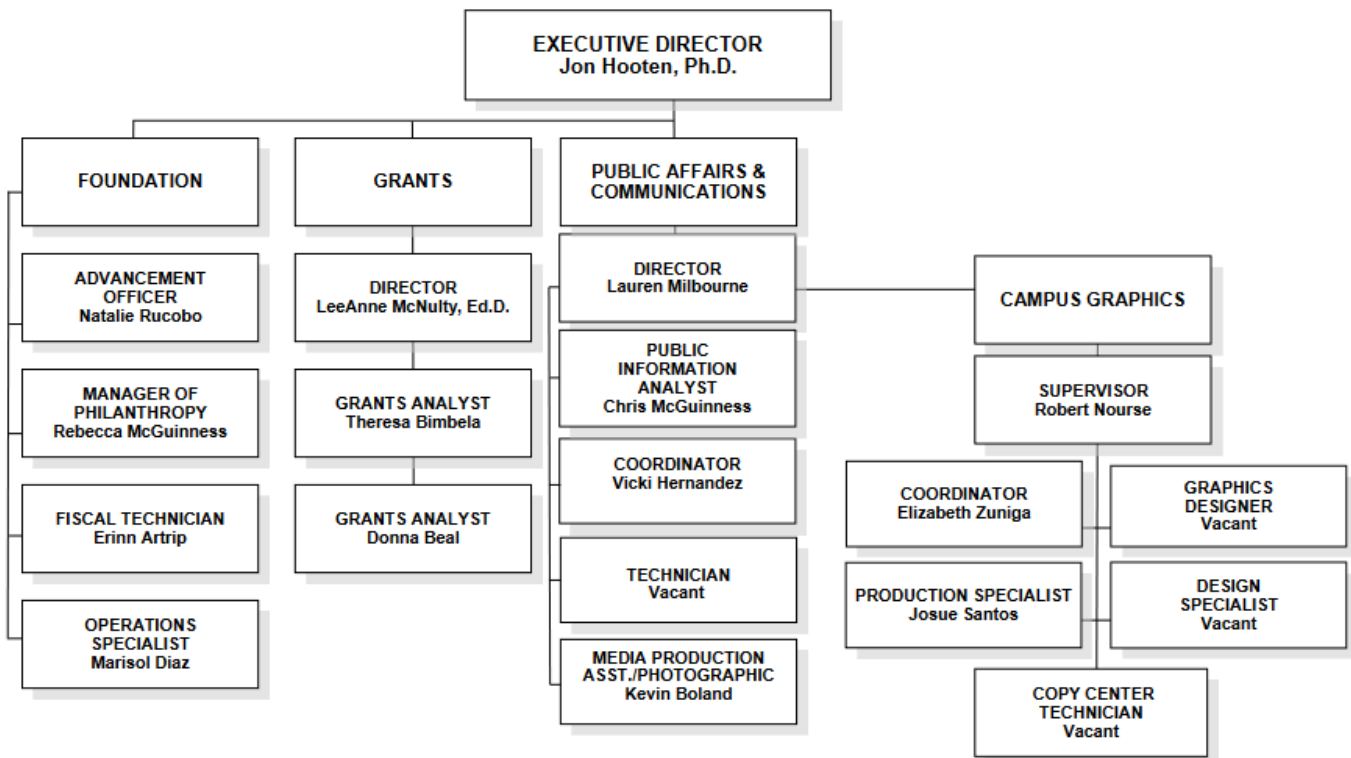 EXECUTIVE DIRECTOR
Jon Hooten, Ph.D.
FOUNDATION
ADVANCEMENT
OFFICER
Natalie Rucobo
MANAGER OF
PHILANTHROPY
Rebecca McGuinness
FISCAL TECHNICIAN
Erinn Artrip
OPERATIONS
SPECIALIST
Marisol Diaz
GRANTS
DIRECTOR
LeeAnne McNulty, Ed.D.
GRANTS ANALYST
Theresa Bimbela
GRANTS ANALYST
Donna Beal
PUBLIC AFFAIRS &
COMMUNICATIONS
DIRECTOR
Lauren Milbourne
PUBLIC
INFORMATION
ANALYST
Chris McGuinness
COORDINATOR
Vicki Hernandez
TECHNICIAN
Vacant
MEDIA PRODUCTION
ASST./PHOTOGRAPHIC
Kevin Boland
CAMPUS GRAPHICS
SUPERVISOR
Robert Nourse
COORDINATOR
Elizabeth Zuniga
GRAPHICS
DESIGNER
Vacant
PRODUCTION SPECIALIST
Josue Santos
DESIGN
SPECIALIST
Vacant
COPY CENTER
TECHNICIAN
Vacant